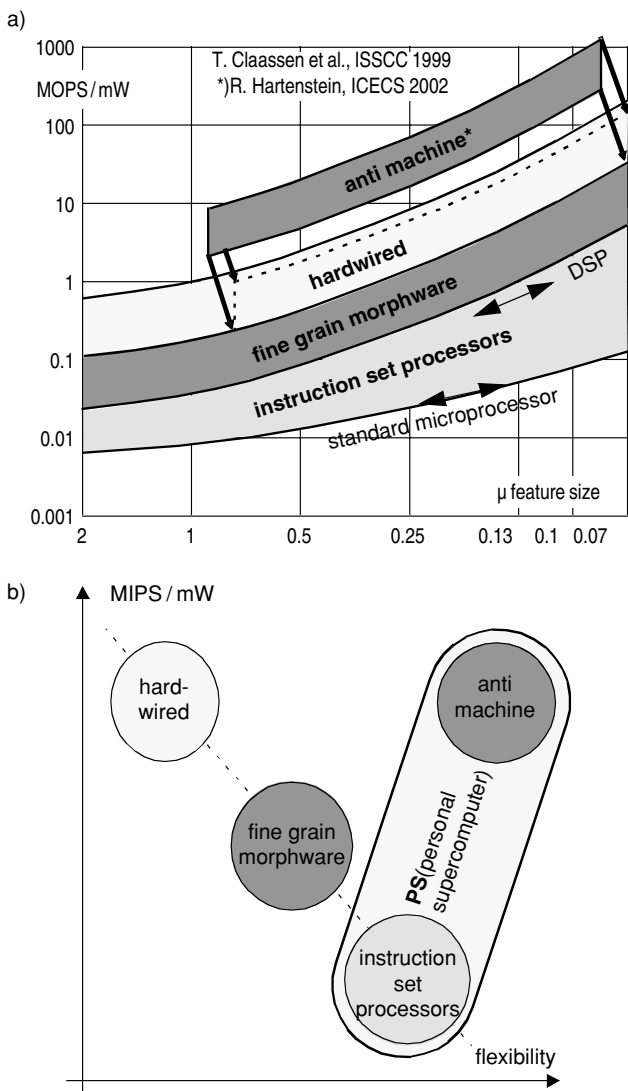 a)
1000
MOPS / mW
100
10
1
0.1
0.01
0.001
T. Claassen et al., ISSCC 1999
*)R. Hartenstein, ICECS 2002
anti machine*
hardwired
fine grain morphware
DSP
instruction set processors
standard microprocessor
µ feature size
2 1 0.5 0.25 0.13 0.1 0.07
b)
MIPS / mW
hard-
wired
anti
machine
fine grain
morphware
PS(personal
supercomputer)
instruction
set
processors
flexibility